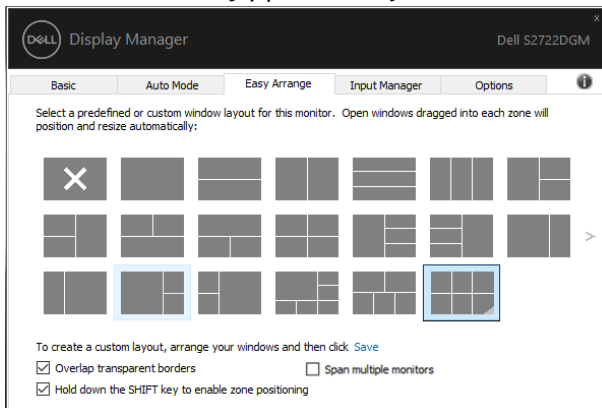 DELL Display Manager
Dell S2722DGM
x
Basic Auto Mode Easy Arrange Input Manager Options i
Select a predefined or custom window layout for this monitor. Open windows dragged into each zone will
position and resize automatically:
>
To create a custom layout, arrange your windows and then click Save
Overlap transparent borders
Span multiple monitors
Hold down the SHIFT key to enable zone positioning